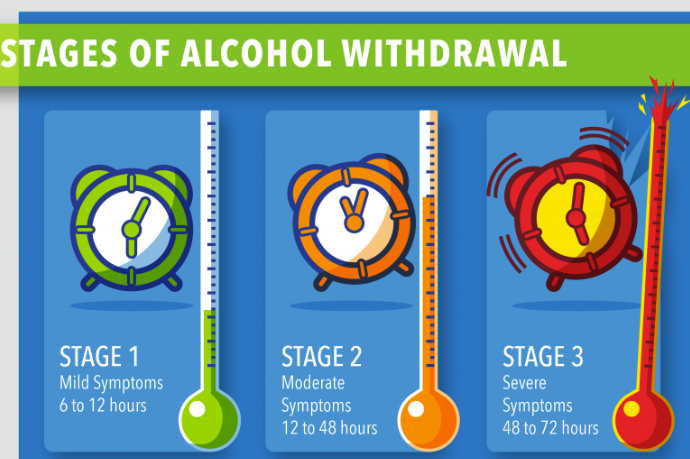 STAGES OF ALCOHOL WITHDRAWAL
STAGE 1
Mild Symptoms
6 to 12 hours
STAGE 2
Moderate
Symptoms
12 to 48 hours
STAGE 3
Severe
Symptoms
48 to 72 hours